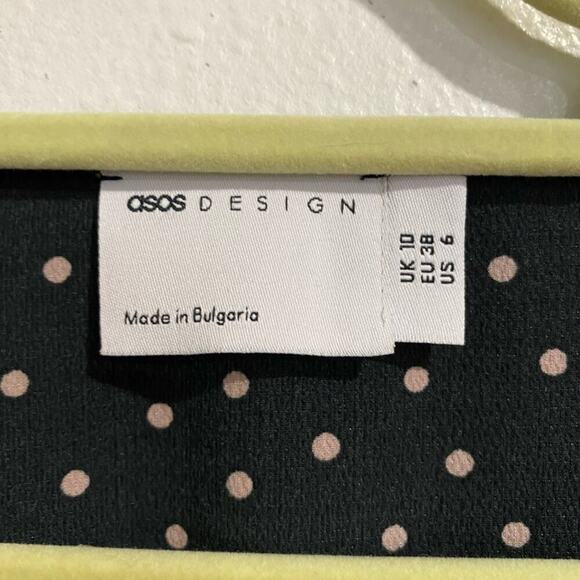 asos DESIGN
Made in Bulgaria
UK 10
EU 38
US 6